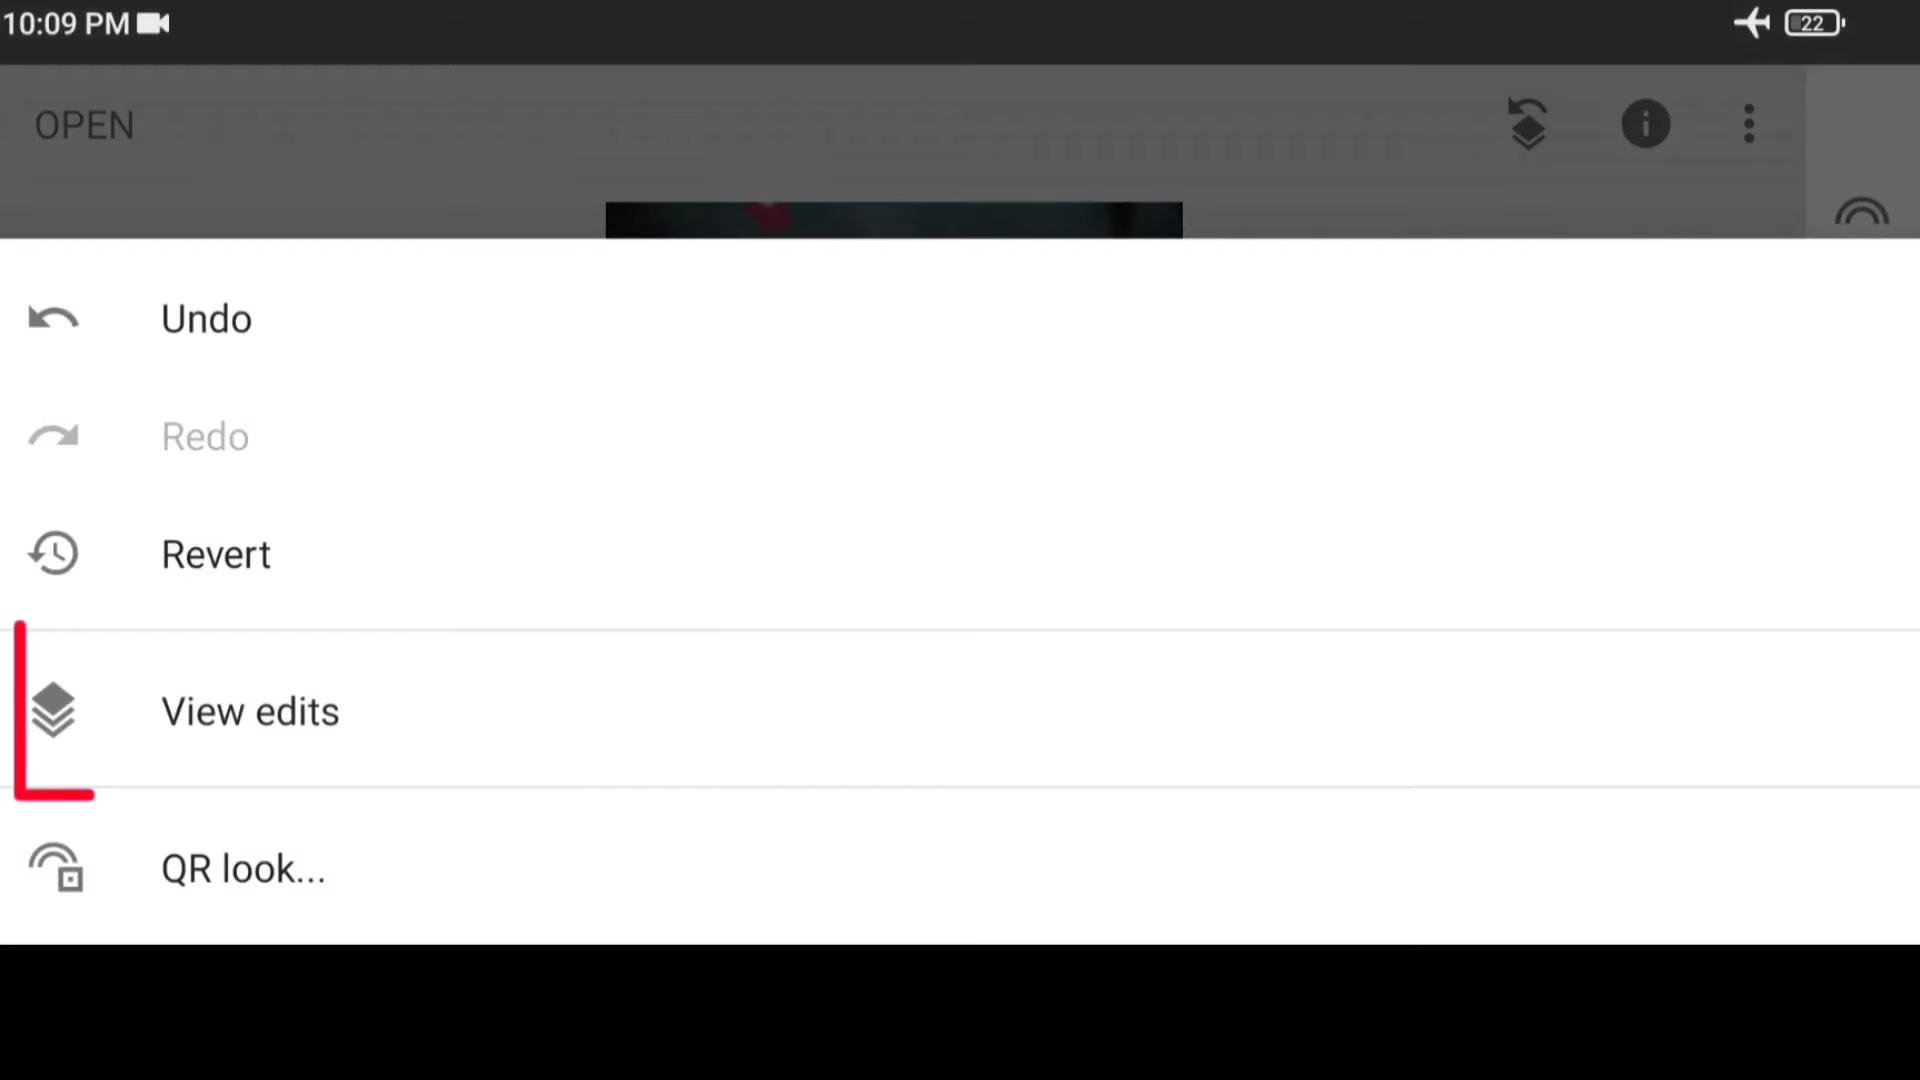 10:09 PM
22
OPEN
Undo
Redo
Revert
View edits
QR look...